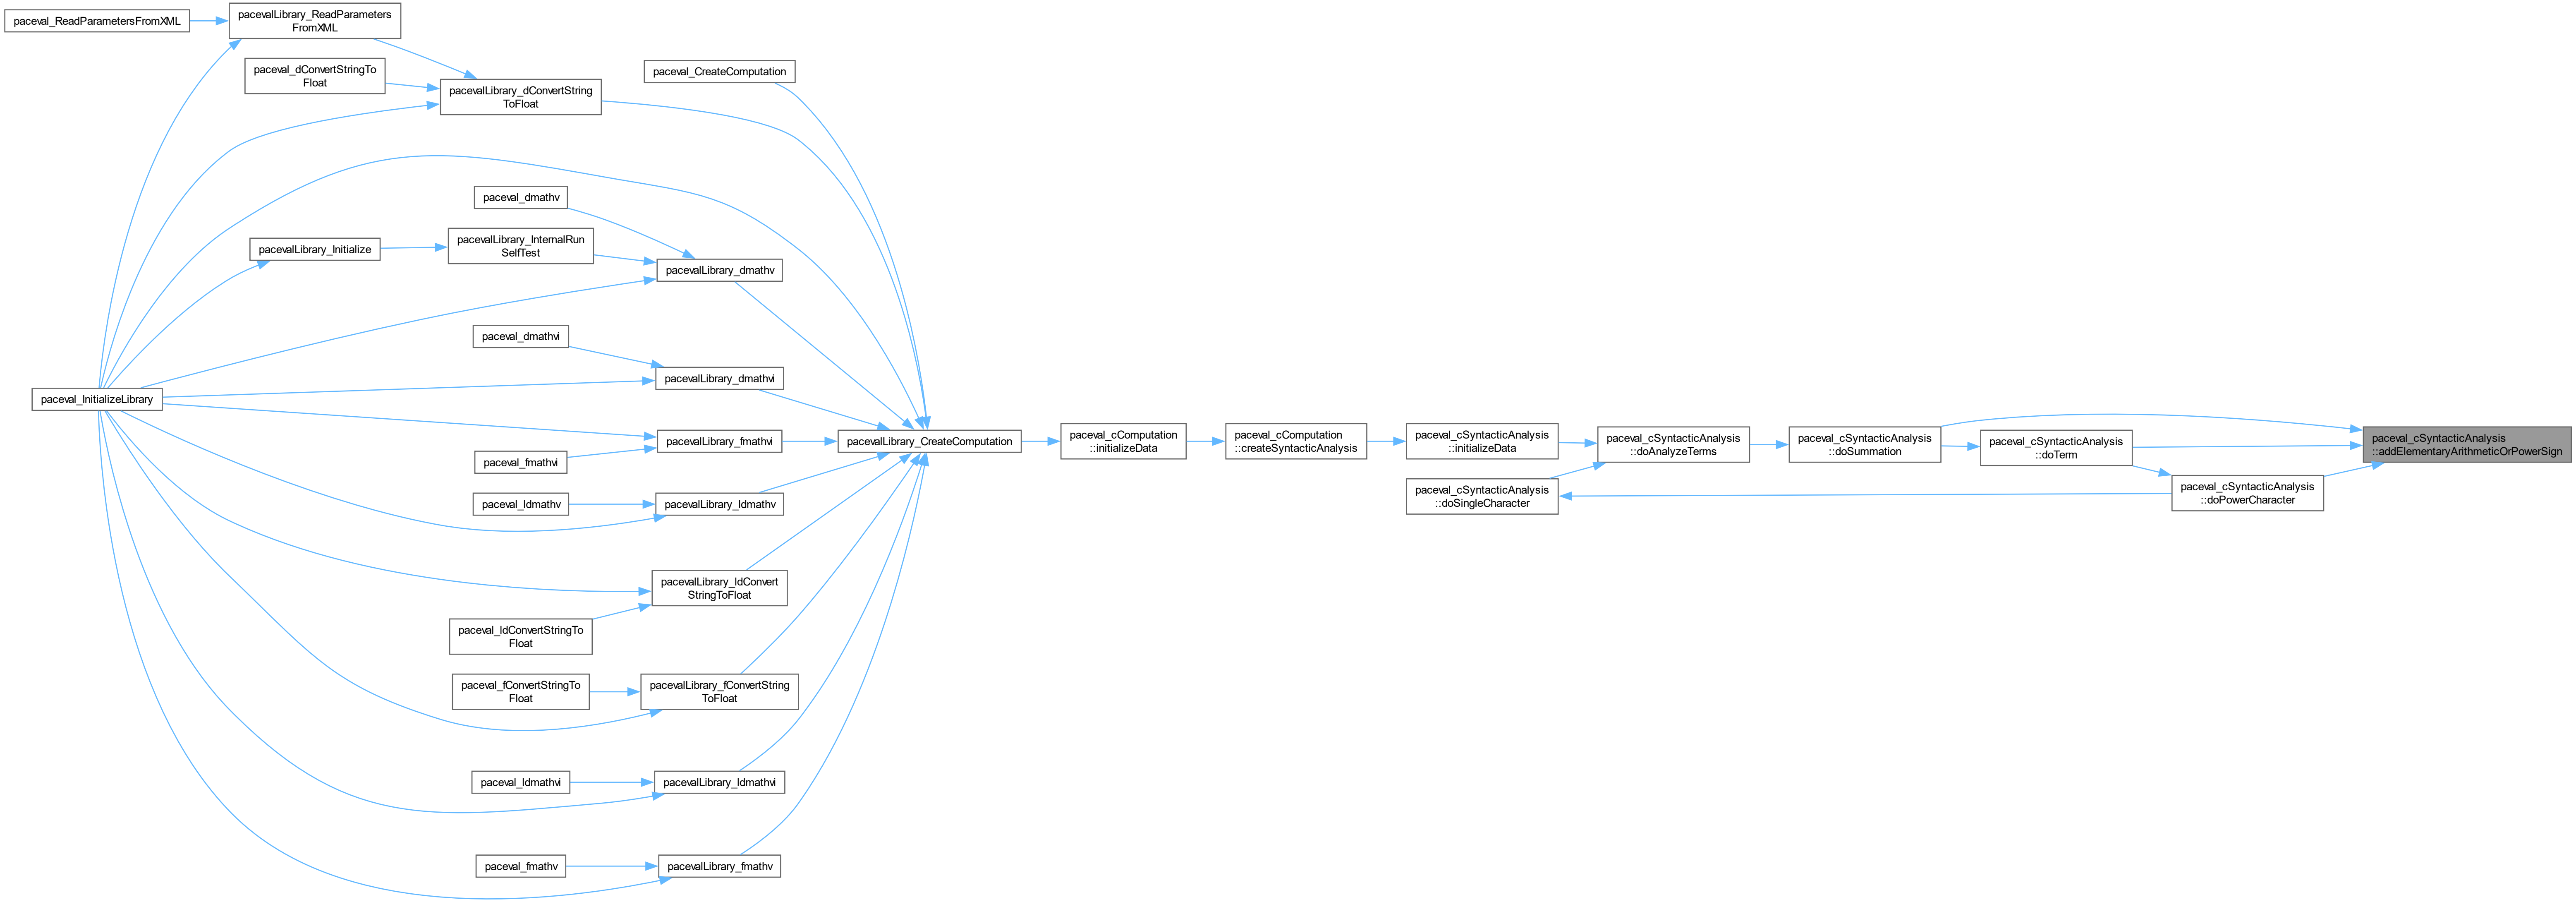 paceval_ReadParametersFromXML
pacevalLibrary_ReadParameters
FromXML
paceval_dConvertStringTo
Float
pacevalLibrary_dConvertString
ToFloat
paceval_CreateComputation
paceval_dmathv
pacevalLibrary_Initialize
pacevalLibrary_InternalRun
SelfTest
pacevalLibrary_dmathv
paceval_dmathvi
pacevalLibrary_dmathvi
paceval_InitializeLibrary
pacevalLibrary_fmathvi
paceval_fmathvi
paceval_ldmathv
pacevalLibrary_ldmathv
pacevalLibrary_ldConvert
StringToFloat
paceval_ldConvertStringTo
Float
paceval_fConvertStringTo
Float
pacevalLibrary_fConvertString
ToFloat
paceval_ldmathvi
pacevalLibrary_ldmathvi
paceval_fmathv
pacevalLibrary_fmathv
pacevalLibrary_CreateComputation
paceval_cComputation
::initializeData
paceval_cComputation
::createSyntacticAnalysis
paceval_cSyntacticAnalysis
::initializeData
paceval_cSyntacticAnalysis
::doSingleCharacter
paceval_cSyntacticAnalysis
::doAnalyzeTerms
paceval_cSyntacticAnalysis
::doSummation
paceval_cSyntacticAnalysis
::doTerm
paceval_cSyntacticAnalysis
::doPowerCharacter
paceval_cSyntacticAnalysis
::addElementaryArithmeticOrPowerSign